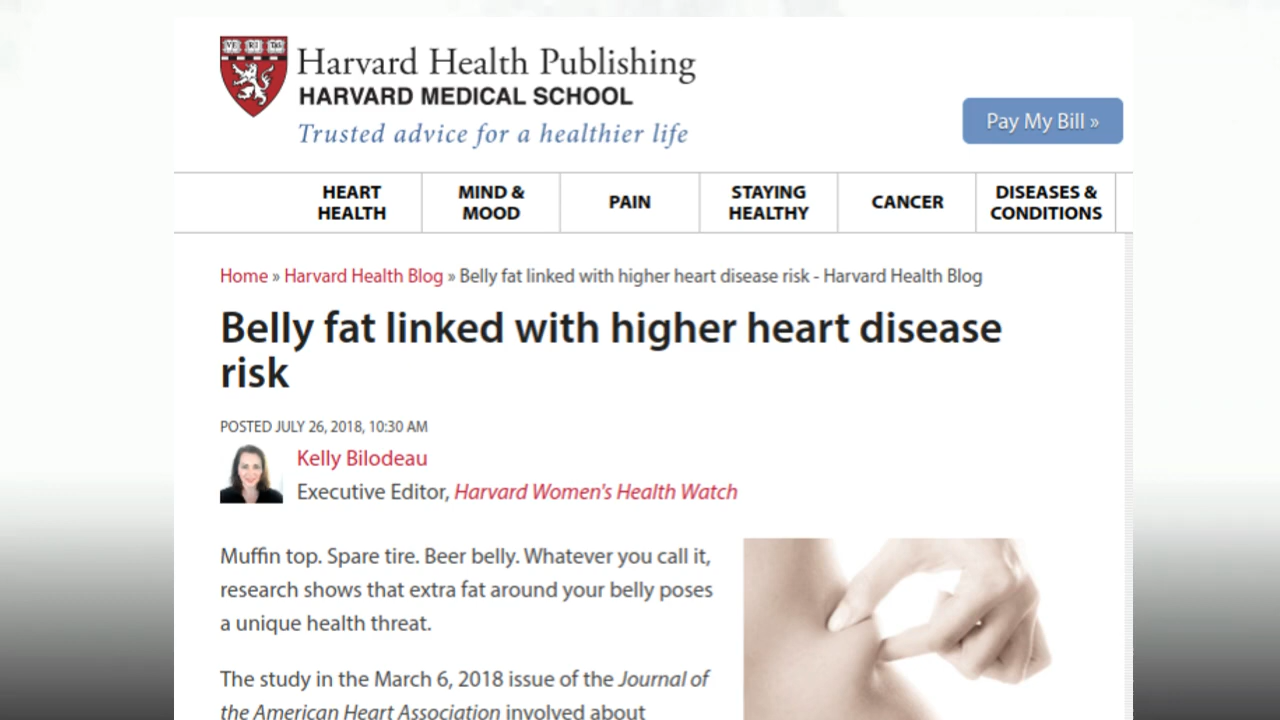 VE RI TAS
Harvard Health Publishing
HARVARD MEDICAL SCHOOL
Trusted advice for a healthier life
Pay My Bill »
HEART
HEALTH
MIND &
MOOD
PAIN
STAYING
HEALTHY
CANCER
DISEASES &
CONDITIONS
Home » Harvard Health Blog » Belly fat linked with higher heart disease risk - Harvard Health Blog
Belly fat linked with higher heart disease
risk
POSTED JULY 26, 2018, 10:30 AM
Kelly Bilodeau
Executive Editor, Harvard Women's Health Watch
Muffin top. Spare tire. Beer belly. Whatever you call it,
research shows that extra fat around your belly poses
a unique health threat.
The study in the March 6, 2018 issue of the Journal of
the American Heart Association involved about